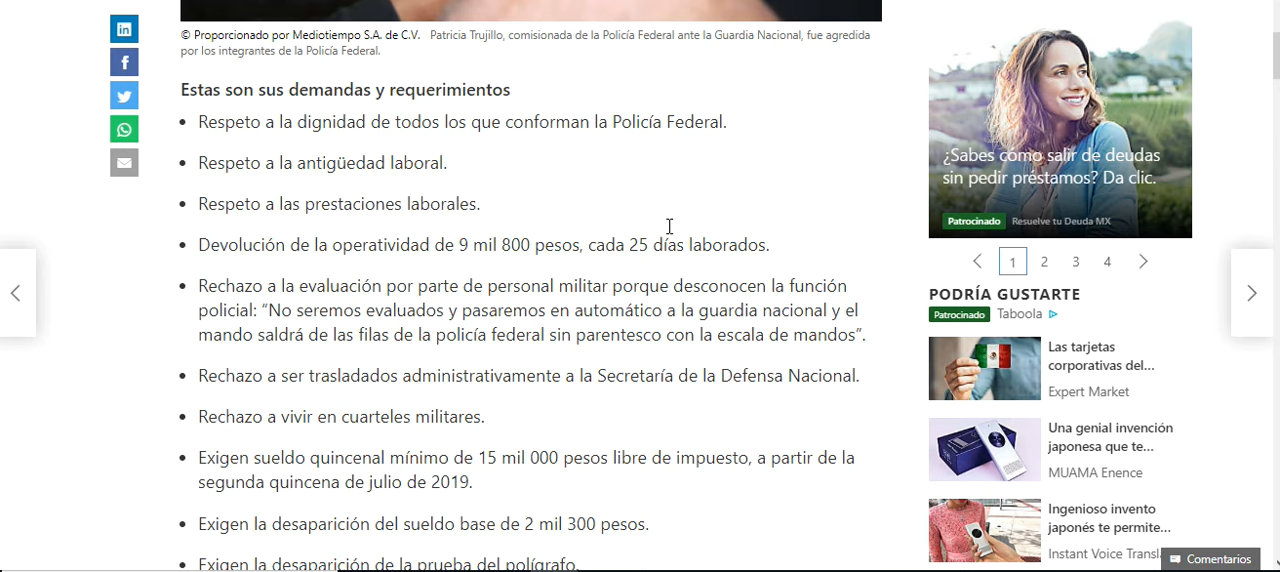 © Proporcionado por Mediotiempo S.A. de C.V. Patricia Trujillo, comisionada de la Policía Federal ante la Guardia Nacional, fue agredida
por los integrantes de la Policía Federal.
Estas son sus demandas y requerimientos
• Respeto a la dignidad de todos los que conforman la Policía Federal.
• Respeto a la antigüedad laboral.
• Respeto a las prestaciones laborales.
• Devolución de la operatividad de 9 mil 800 pesos, cada 25 días laborados.
• Rechazo a la evaluación por parte de personal militar porque desconocen la función
policial: “No seremos evaluados y pasaremos en automático a la guardia nacional y el
mando saldrá de las filas de la policía federal sin parentesco con la escala de mandos”.
• Rechazo a ser trasladados administrativamente a la Secretaría de la Defensa Nacional.
• Rechazo a vivir en cuarteles militares.
• Exigen sueldo quincenal mínimo de 15 mil 000 pesos libre de impuesto, a partir de la
segunda quincena de julio de 2019.
• Exigen la desaparición del sueldo base de 2 mil 300 pesos.
• Exigen la desaparición de la prueba del polígrafo.
¿Sabes cómo salir de deudas
sin pedir préstamos? Da clic.
Patrocinado Resuelve tu Deuda MX
1 2 3 4
PODRÍA GUSTARTE
Patrocinado Taboola
Las tarjetas
corporativas del...
Expert Market
Una genial invención
japonesa que te...
MUAMA Enence
Ingenioso invento
japonés te permite...
Instant Voice Transla
Comentarios